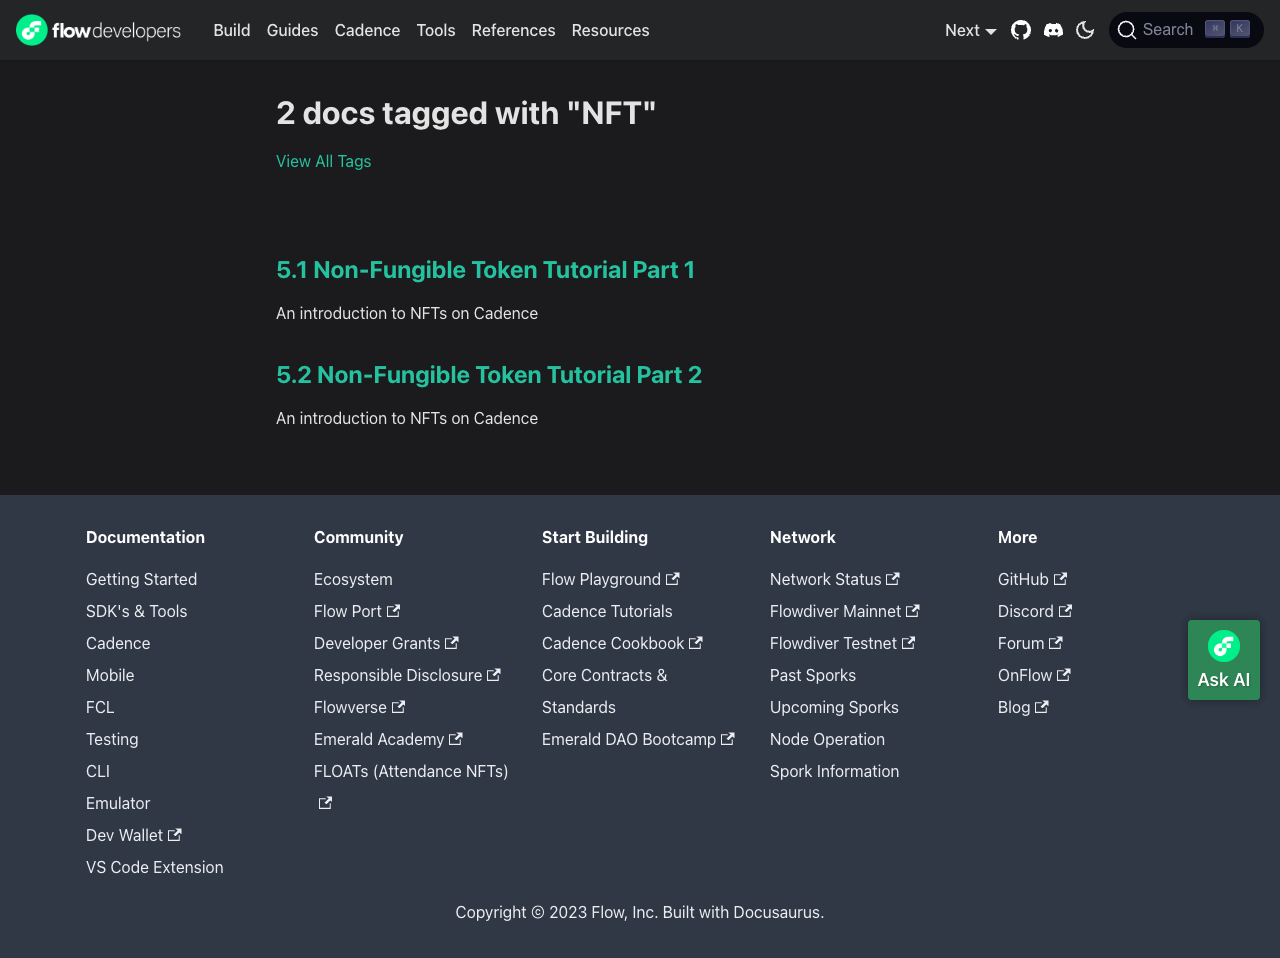 flowdevelopers Build Guides Cadence Tools References Resources Next Search ⌘ K
2 docs tagged with "NFT"
View All Tags
5.1 Non-Fungible Token Tutorial Part 1
An introduction to NFTs on Cadence
5.2 Non-Fungible Token Tutorial Part 2
An introduction to NFTs on Cadence
Documentation
Getting Started
SDK's & Tools
Cadence
Mobile
FCL
Testing
CLI
Emulator
Dev Wallet
VS Code Extension
Community
Ecosystem
Flow Port
Developer Grants
Responsible Disclosure
Flowverse
Emerald Academy
FLOATs (Attendance NFTs)
Start Building
Flow Playground
Cadence Tutorials
Cadence Cookbook
Core Contracts &
Standards
Emerald DAO Bootcamp
Network
Network Status
Flowdiver Mainnet
Flowdiver Testnet
Past Sporks
Upcoming Sporks
Node Operation
Spork Information
More
GitHub
Discord
Forum
OnFlow
Blog
Ask AI
Copyright © 2023 Flow, Inc. Built with Docusaurus.